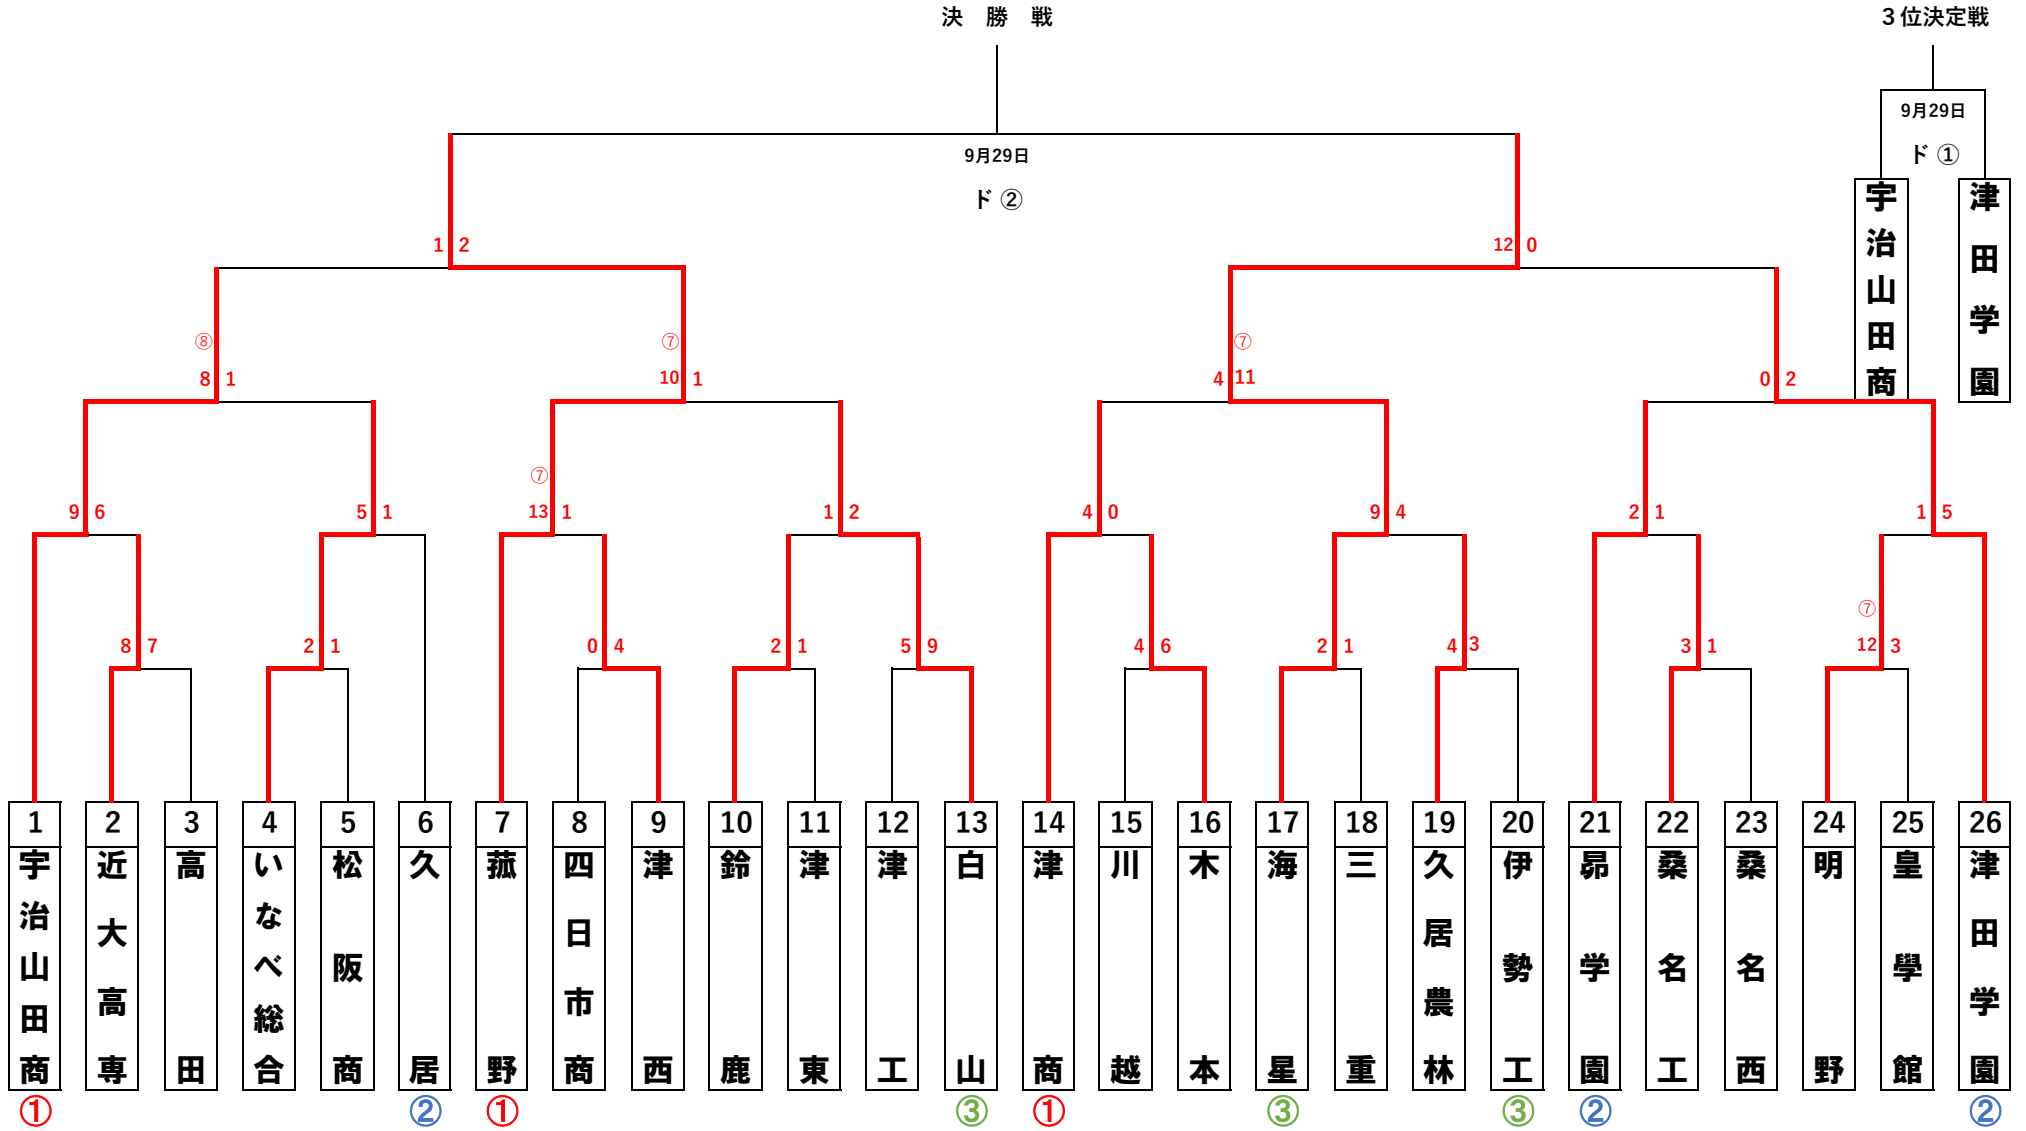 決 勝 戦
3位決定戦
9月29日
ド ①
9月29日
ド ②
宇治山田商
津田学園
1 2
12 0
⑧
⑦
⑦
8 1
10 1
4 11
0 2
⑦
9 6
5 1
13 1
1 2
4 0
9 4
2 1
1 5
⑦
8 7
2 1
0 4
2 1
5 9
4 6
2 1
4 3
3 1
12 3
1 2 3 4 5 6 7 8 9 10 11 12 13 14 15 16 17 18 19 20 21 22 23 24 25 26
宇治山田商
近大高専
高田
いなべ総合
松阪商
久居
菰野
四日市商
津西
鈴鹿
津東
津工
白山
津商
川越
木本
海星
三重
久居農林
伊勢工
昴学園
桑名工
桑名西
明野
皇學館
津田学園
① ② ① ③ ① ③ ③ ② ②